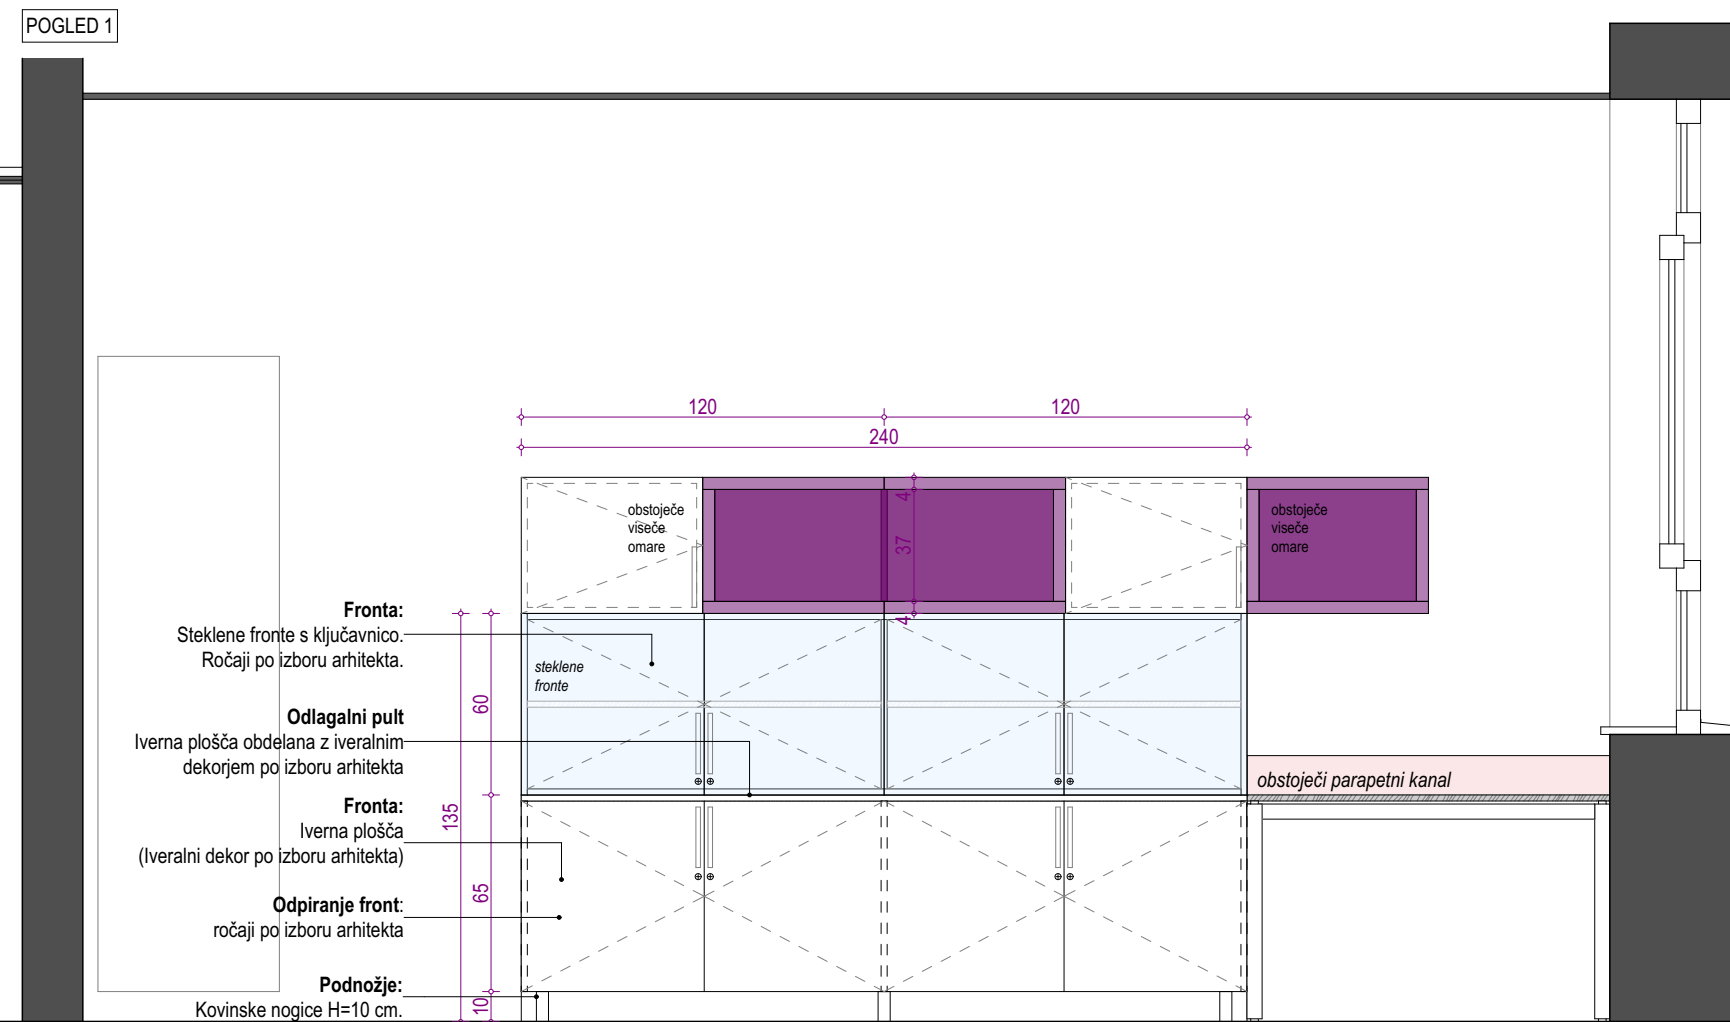 POGLED 1
120
120
240
4
37
4
obstoječe
viseče
omare
obstoječe
viseče
omare
Fronta:
Steklene fronte s ključavnico.
Ročaji po izboru arhitekta.
steklene
fronte
60
Odlagalni pult
Iverna plošča obdelana z iveralnim
dekorjem po izboru arhitekta
obstoječi parapetni kanal
Fronta:
Iverna plošča
(Iveralni dekor po izboru arhitekta)
135
65
Odpiranje front:
ročaji po izboru arhitekta
Podnožje:
Kovinske nogice H=10 cm.
10